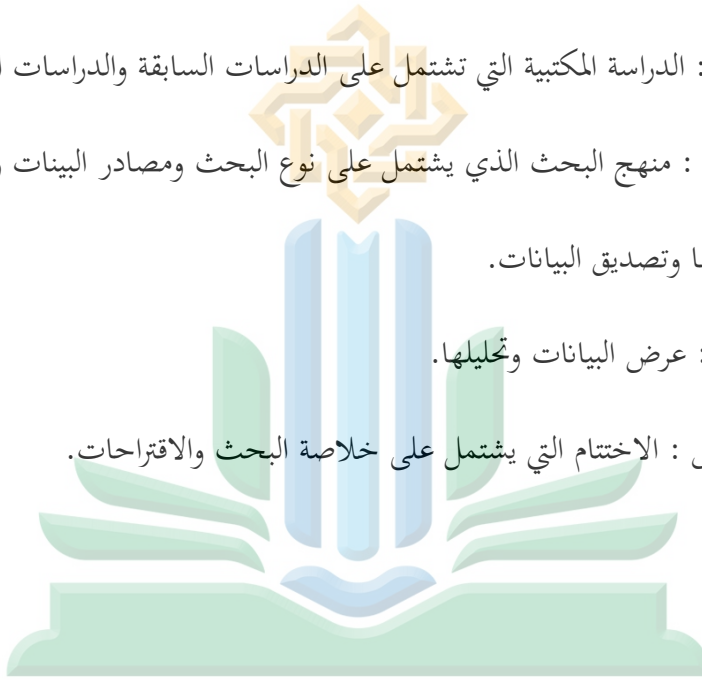 : الدراسة المكتبية التي تشتمل على الدراسات السابقة والدراسات
: منهج البحث الذي يشتمل على نوع البحث ومصادر البينات
وتصديق البيانات.
: عرض البيانات وتحليلها.
: الاختتام التي يشتمل على خلاصة البحث والاقتراحات.